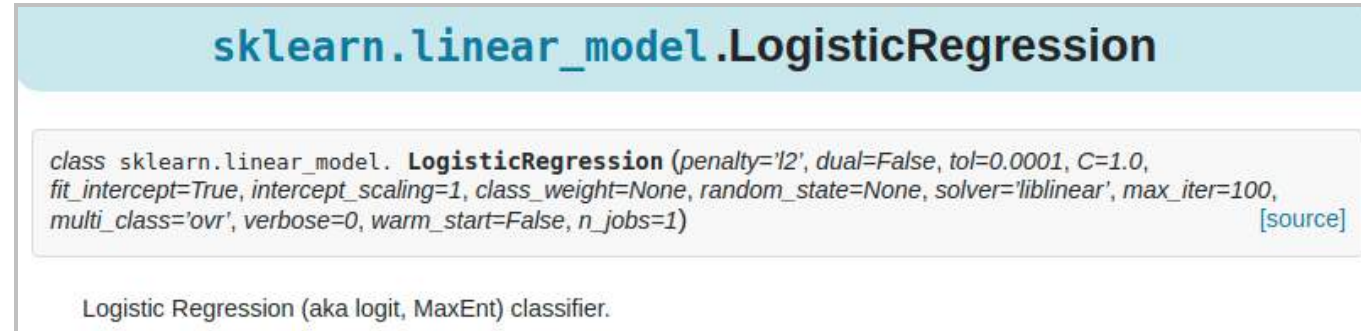 sklearn.linear_model.LogisticRegression
class sklearn.linear_model. LogisticRegression (penalty=’l2’, dual=False, tol=0.0001, C=1.0,
fit_intercept=True, intercept_scaling=1, class_weight=None, random_state=None, solver=’liblinear’, max_iter=100,
multi_class=’ovr’, verbose=0, warm_start=False, n_jobs=1) [source]
Logistic Regression (aka logit, MaxEnt) classifier.